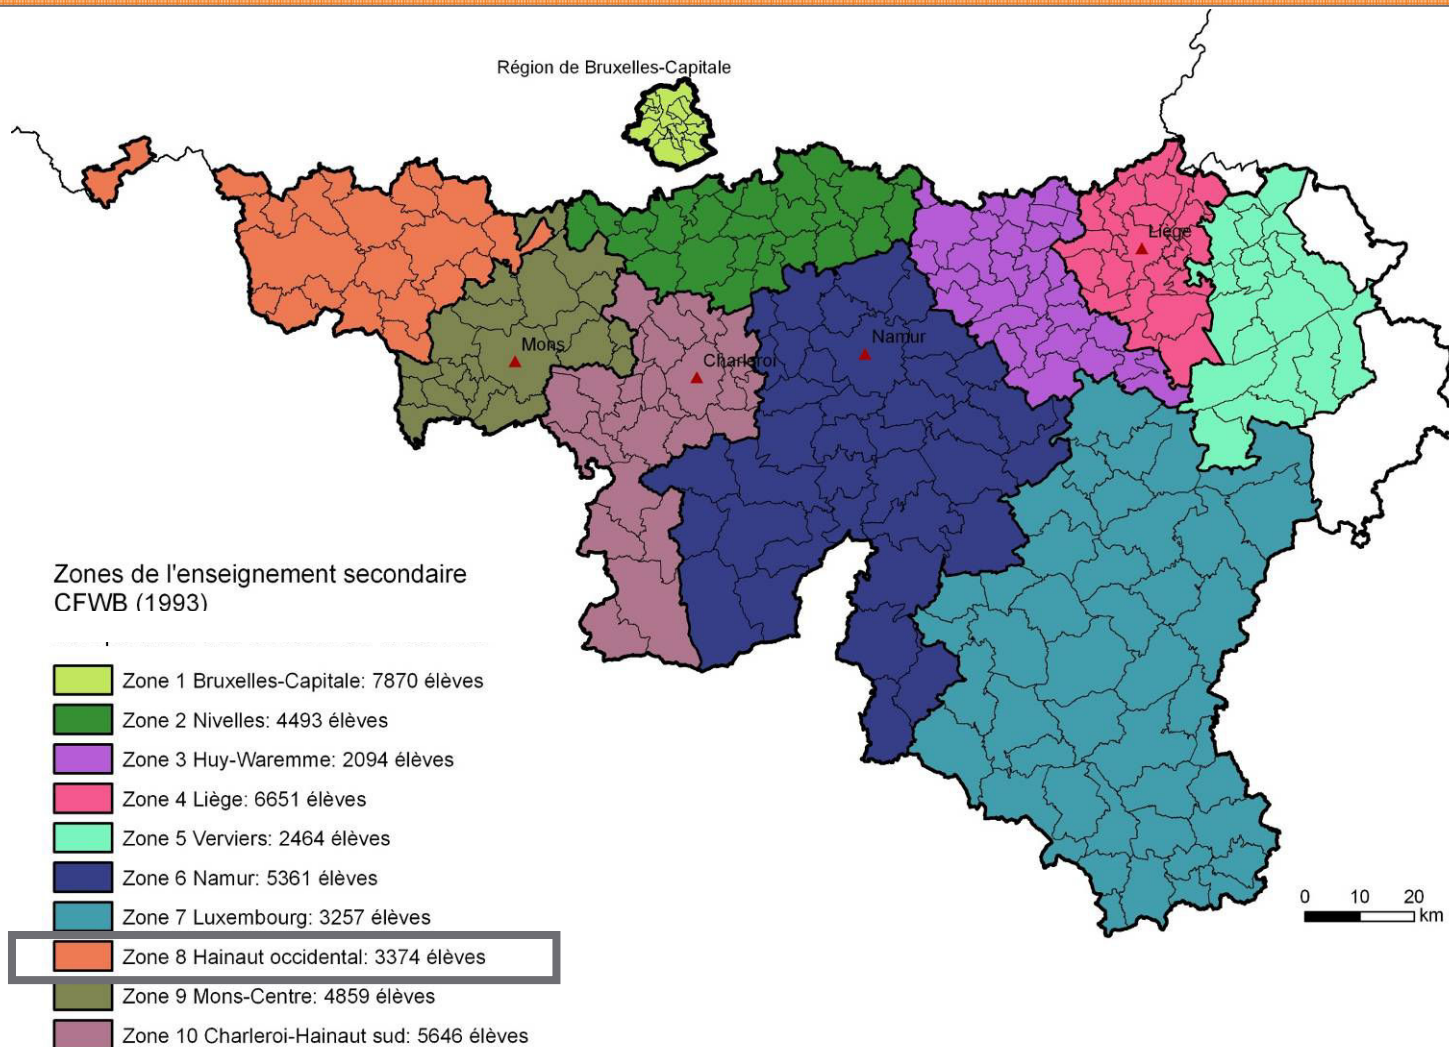 Région de Bruxelles-Capitale
Liège
Mons
Namur
Charleroi
Zones de l'enseignement secondaire
CFWB (1993)
Zone 1 Bruxelles-Capitale: 7870 élèves
Zone 2 Nivelles: 4493 élèves
Zone 3 Huy-Waremme: 2094 élèves
Zone 4 Liège: 6651 élèves
Zone 5 Verviers: 2464 élèves
Zone 6 Namur: 5361 élèves
Zone 7 Luxembourg: 3257 élèves
Zone 8 Hainaut occidental: 3374 élèves
Zone 9 Mons-Centre: 4859 élèves
Zone 10 Charleroi-Hainaut sud: 5646 élèves
0 10 20
km